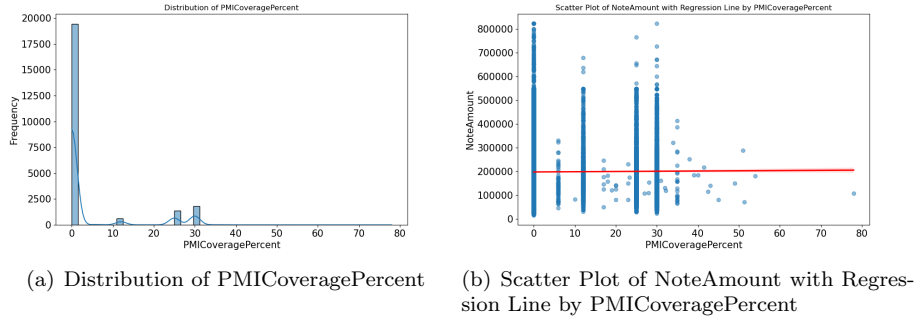 Distribution of PMICoveragePercent
20000
17500
15000
12500
10000
7500
5000
2500
0
Frequency
0 10 20 30 40 50 60 70 80
PMICoveragePercent
(a) Distribution of PMICoveragePercent
Scatter Plot of NoteAmount with Regression Line by PMICoveragePercent
800000
700000
600000
500000
400000
300000
200000
100000
0
NoteAmount
0 10 20 30 40 50 60 70 80
PMICoveragePercent
(b) Scatter Plot of NoteAmount with Regres-
sion Line by PMICoveragePercent